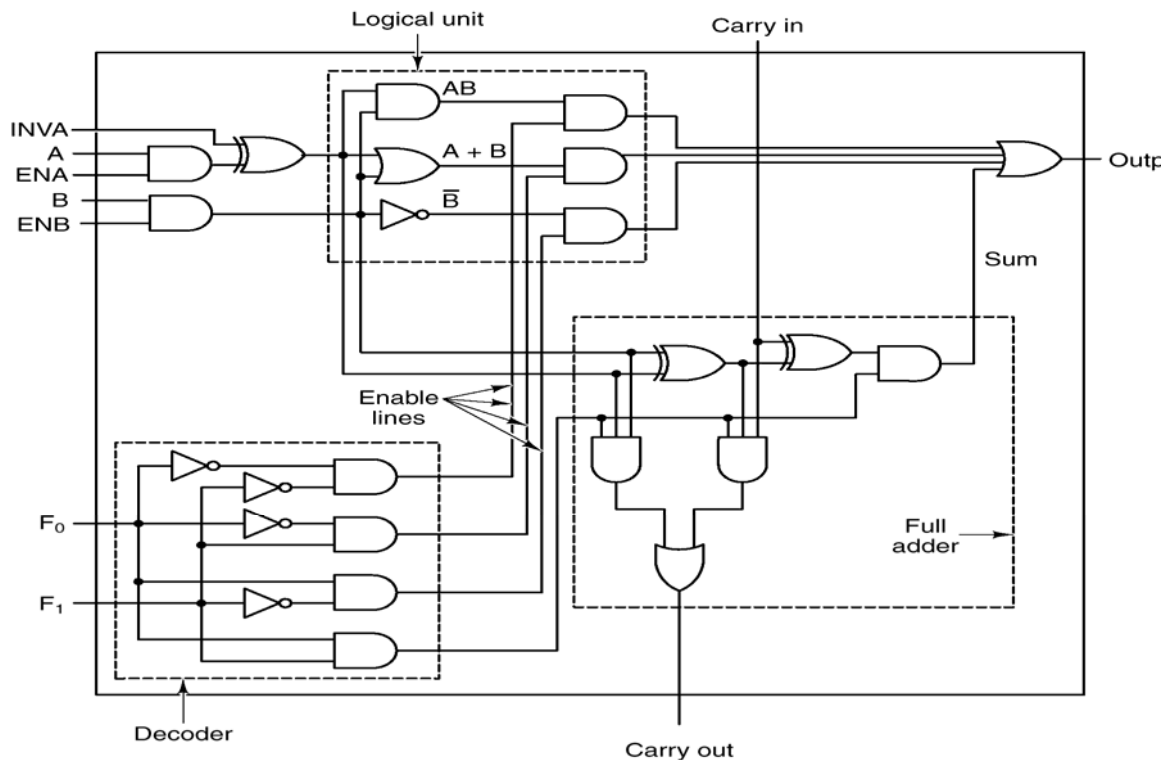 Logical unit
Carry in
AB
INVA
A
A + B
ENA
Outp
B
B̅
ENB
Sum
Enable
lines
F₀
Full
adder
F₁
Decoder
Carry out